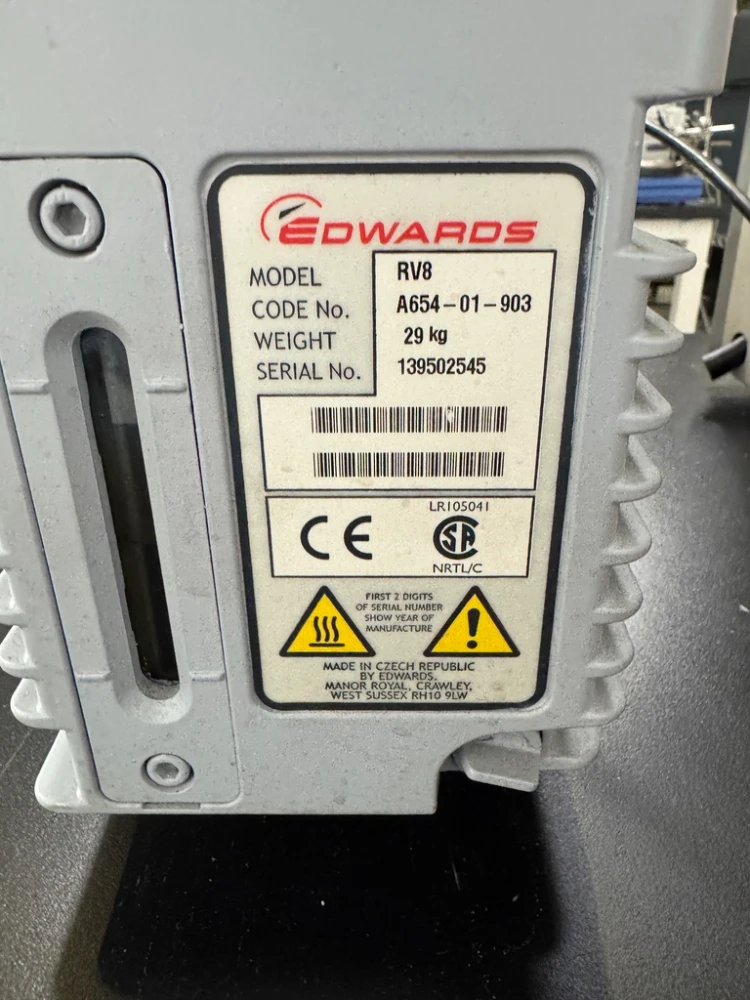 EDWARDS
MODEL RV8
CODE No. A654-01-903
WEIGHT 29 kg
SERIAL No. 139502545
LR105041
CE SA
NRTL/C
FIRST 2 DIGITS
OF SERIAL NUMBER
SHOW YEAR OF
MANUFACTURE
MADE IN CZECH REPUBLIC
BY EDWARDS,
MANOR ROYAL, CRAWLEY,
WEST SUSSEX RH10 9LW